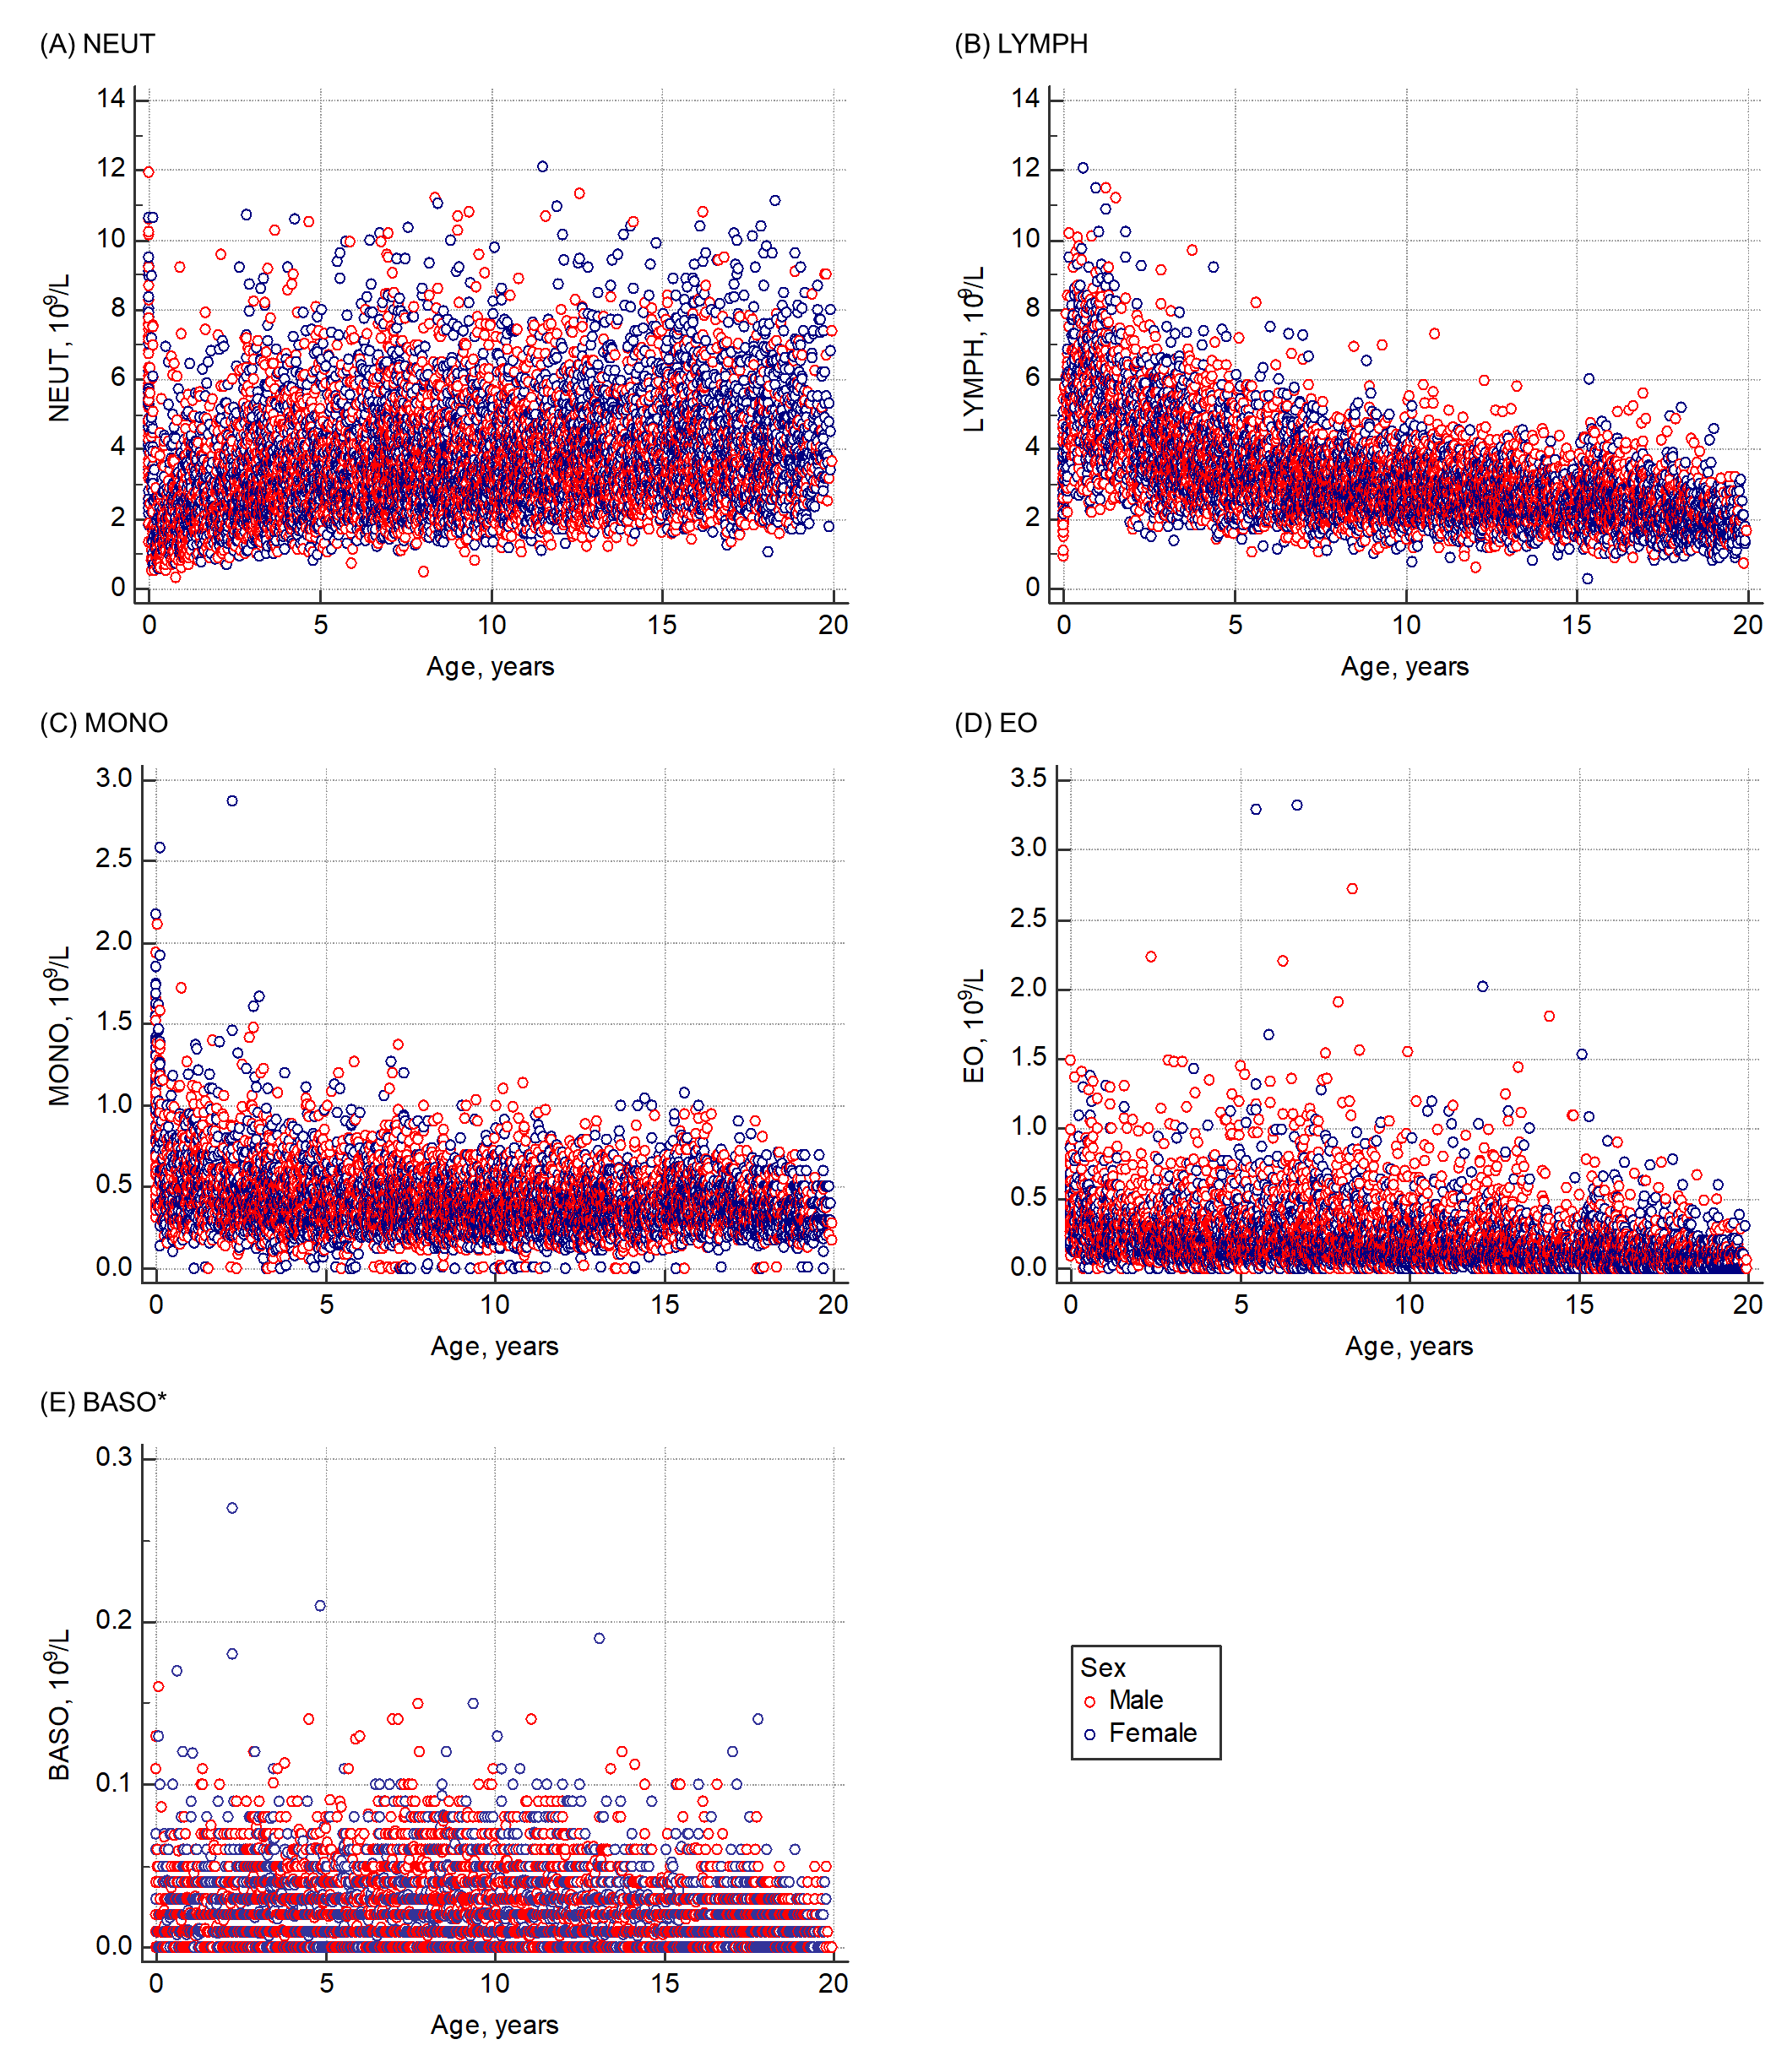 (A) NEUT
14
12
10
8
6
4
2
0
NEUT, 10⁹/L
0 5 10 15 20
Age, years
(B) LYMPH
14
12
10
8
6
4
2
0
LYMPH, 10⁹/L
0 5 10 15 20
Age, years
(C) MONO
3.0
2.5
2.0
1.5
1.0
0.5
0.0
MONO, 10⁹/L
0 5 10 15 20
Age, years
(D) EO
3.5
3.0
2.5
2.0
1.5
1.0
0.5
0.0
EO, 10⁹/L
0 5 10 15 20
Age, years
(E) BASO*
0.3
0.2
0.1
0.0
BASO, 10⁹/L
0 5 10 15 20
Age, years
Sex
Male
Female